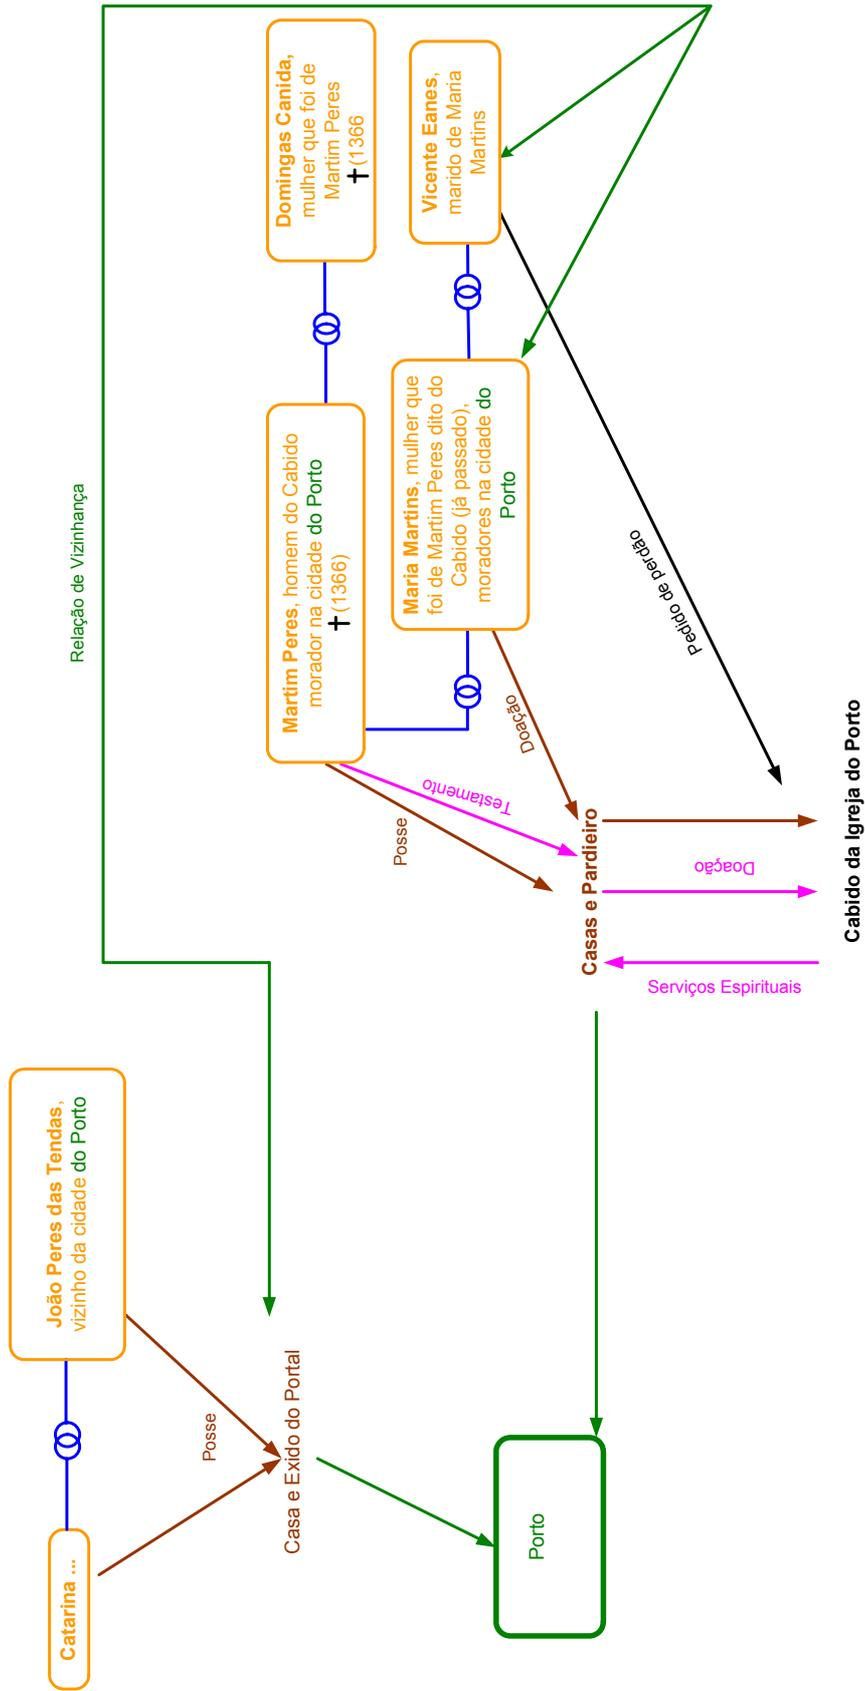 Catarina ...
João Peres das Tendas,
vizinho da cidade do Porto
Posse
Casa e Exido do Portal
Porto
Relação de Vizinhança
Martim Peres, homem do Cabido
morador na cidade do Porto
✝(1366)
Domingas Canida,
mulher que foi de
Martim Peres
✝(1366
Maria Martins, mulher que
foi de Martim Peres dito do
Cabido (já passado),
moradores na cidade do
Porto
Vicente Eanes,
marido de Maria
Martins
Posse
Testamento
Doação
Pedido de perdão
Casas e Pardieiro
Serviços Espirituais
Doação
Cabido da Igreja do Porto